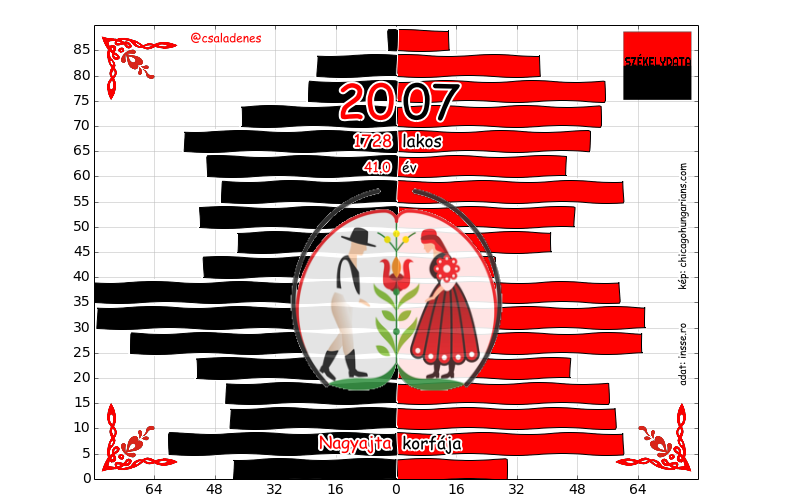 @csaladenes
SZÉKELYDATA
2007
1728 lakos
41,0 év
kép: chicagohungarians.com
adat: insse.ro
Nagyajta korfája
85
80
75
70
65
60
55
50
45
40
35
30
25
20
15
10
5
0
64 48 32 16 0 16 32 48 64